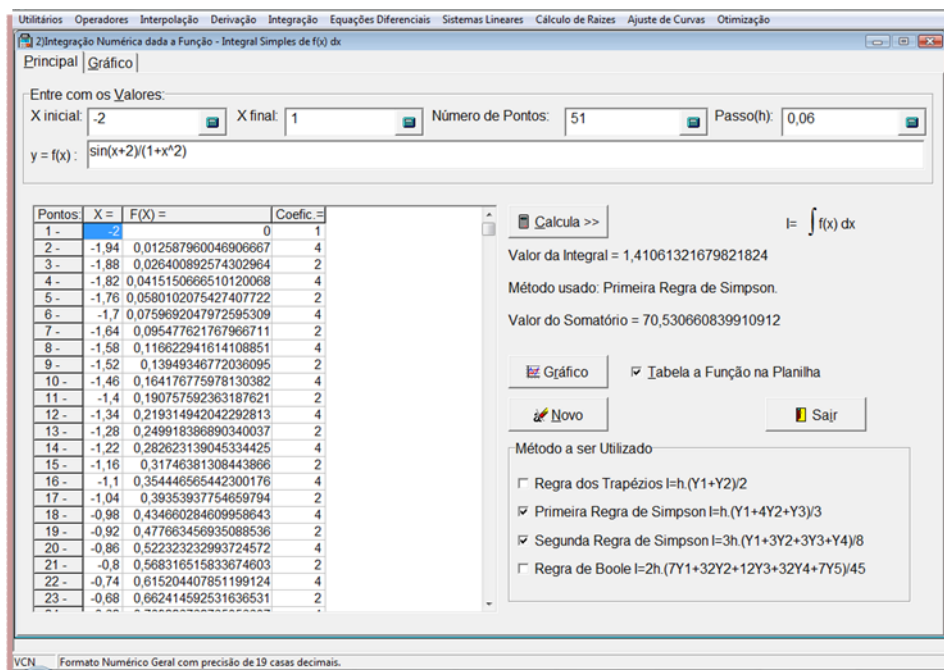 Utilitários Operadores Interpolação Derivação Integração Equações Diferenciais Sistemas Lineares Cálculo de Raizes Ajuste de Curvas Otimização
2)Integração Numérica dada a Função - Integral Simples de f(x) dx
Principal Gráfico
Entre com os Valores:
X inicial: -2 X final: 1 Número de Pontos: 51 Passo(h): 0,06
y = f(x) : sin(x+2)/(1+x^2)
Pontos: X = F(X) = Coefic.=
1 - -2 0 1
2 - -1,94 0,012587960046906667 4
3 - -1,88 0,0264008925743029​64 2
4 - -1,82 0,0415150666510120068 4
5 - -1,76 0,0580102075427407722 2
6 - -1,7 0,0759692047972595309 4
7 - -1,64 0,095477621767966711 2
8 - -1,58 0,116622941614108851 4
9 - -1,52 0,13949346772036095 2
10 - -1,46 0,164176775978130382 4
11 - -1,4 0,190757592363187621 2
12 - -1,34 0,219314942042292813 4
13 - -1,28 0,249918386890340037 2
14 - -1,22 0,282623139045334425 4
15 - -1,16 0,31746381308443866 2
16 - -1,1 0,354446565442300176 4
17 - -1,04 0,39353937754659794 2
18 - -0,98 0,434660284609958643 4
19 - -0,92 0,477663456935088536 2
20 - -0,86 0,522323232993724572 4
21 - -0,8 0,568316515833674603 2
22 - -0,74 0,615204407851199124 4
23 - -0,68 0,662414592531636531 2
Calcula >> I= ∫ f(x) dx
Valor da Integral = 1,41061321679821824
Método usado: Primeira Regra de Simpson.
Valor do Somatório = 70,530660839910912
Gráfico Tabela a Função na Planilha
Novo Sair
Método a ser Utilizado
Regra dos Trapézios I=h.(Y1+Y2)/2
Primeira Regra de Simpson I=h.(Y1+4Y2+Y3)/3
Segunda Regra de Simpson I=3h.(Y1+3Y2+3Y3+Y4)/8
Regra de Boole I=2h.(7Y1+32Y2+12Y3+32Y4+7Y5)/45
VCN Formato Numérico Geral com precisão de 19 casas decimais.